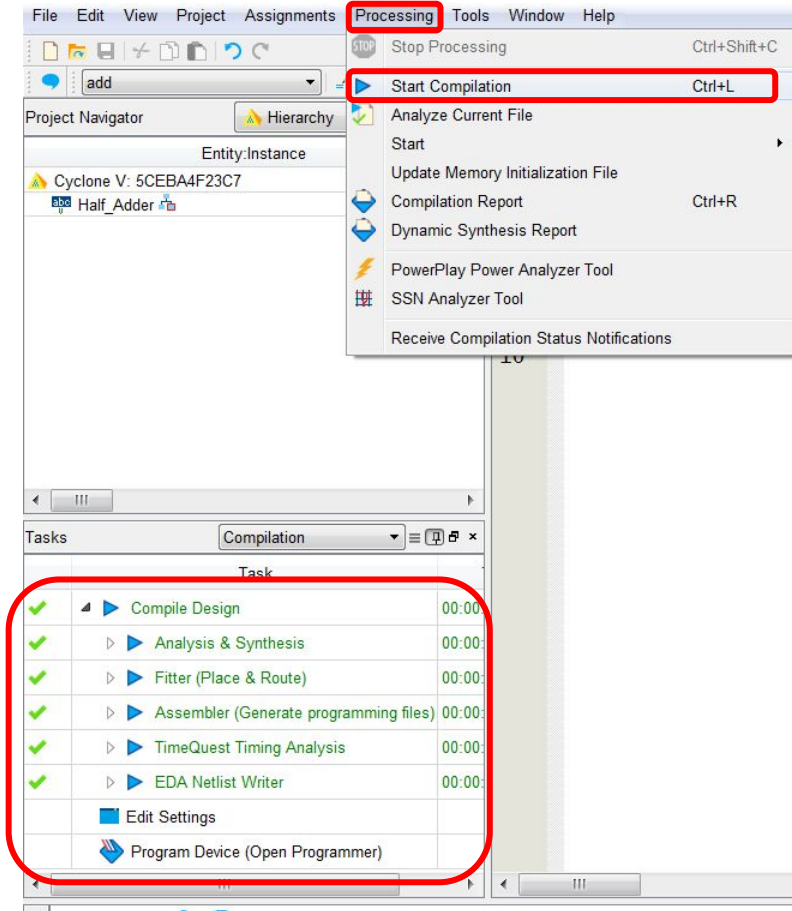 File Edit View Project Assignments Processing Tools Window Help
STOP Stop Processing Ctrl+Shift+C
add
Start Compilation Ctrl+L
Project Navigator Hierarchy
Analyze Current File
Start
Entity:Instance
Update Memory Initialization File
Cyclone V: 5CEBA4F23C7
abc Half_Adder
Compilation Report Ctrl+R
Dynamic Synthesis Report
PowerPlay Power Analyzer Tool
SSN Analyzer Tool
Receive Compilation Status Notifications
10
Tasks Compilation
Task
Compile Design 00:00:
Analysis & Synthesis 00:00:
Fitter (Place & Route) 00:00:
Assembler (Generate programming files) 00:00:
TimeQuest Timing Analysis 00:00:
EDA Netlist Writer 00:00:
Edit Settings
Program Device (Open Programmer)